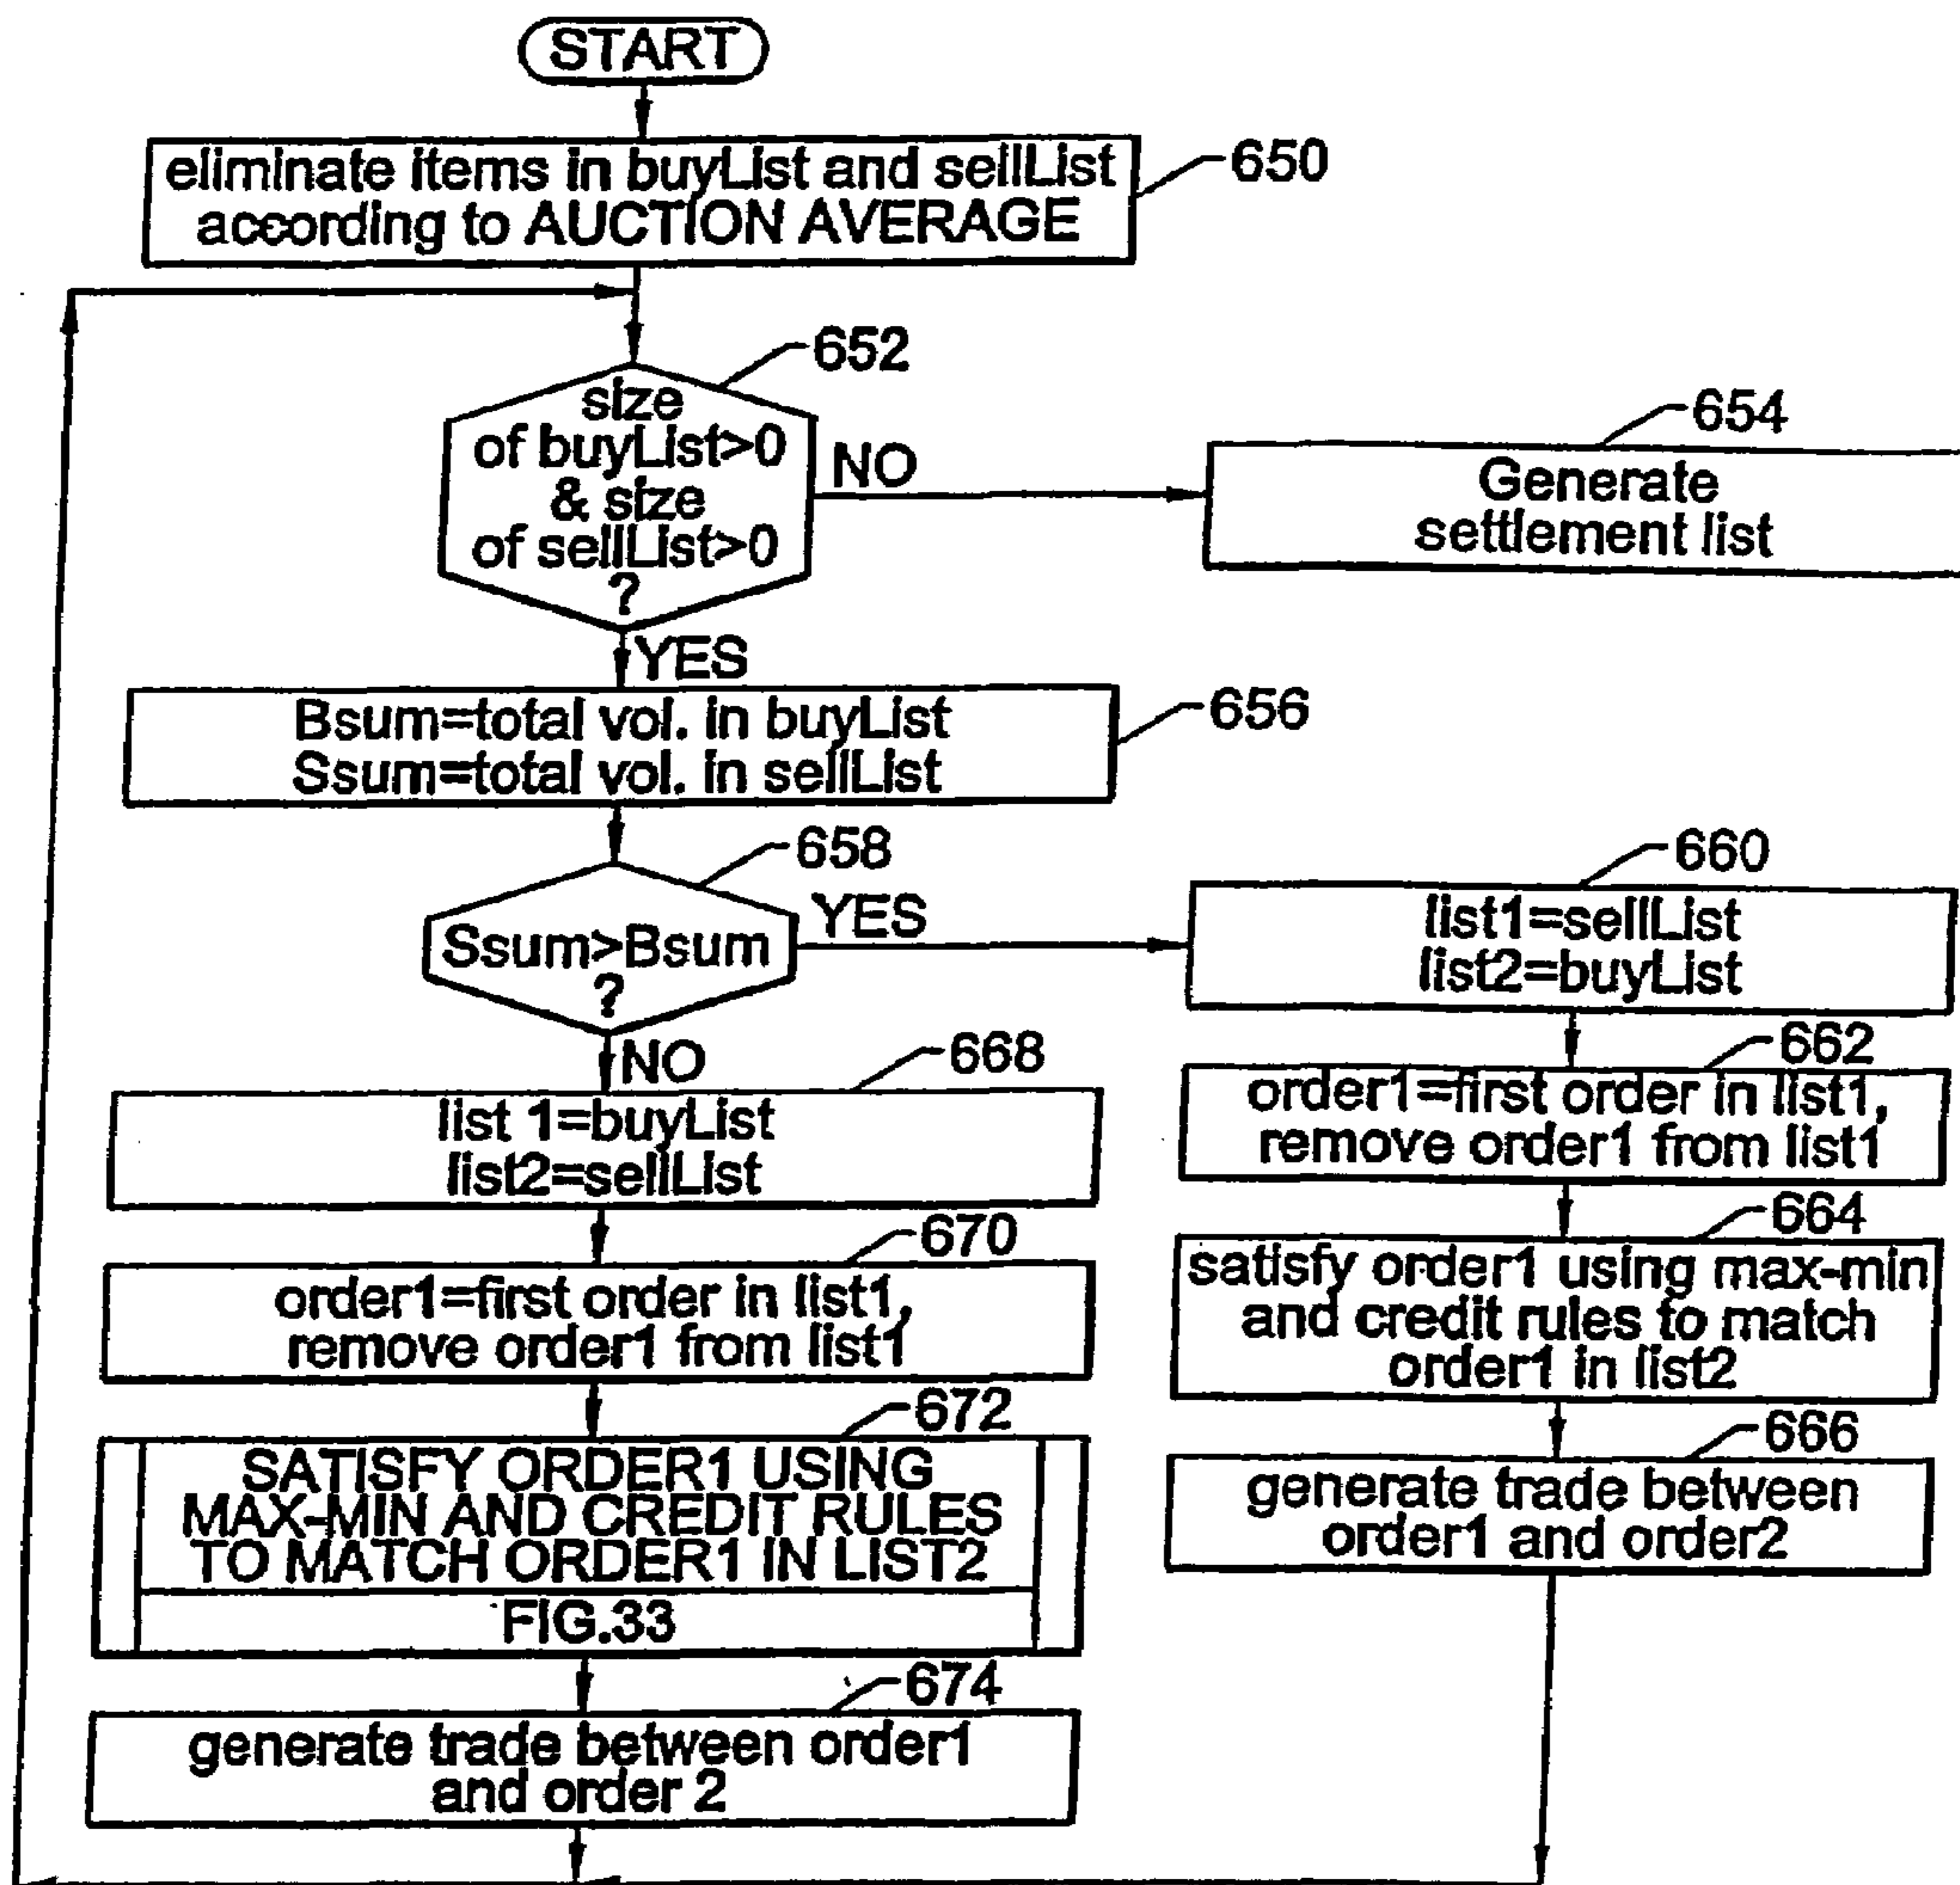 START
eliminate items in buyList and sellList
according to AUCTION AVERAGE
650
652
size
of buyList>0
& size
of sellList>0
?
NO
654
Generate
settlement list
YES
Bsum=total vol. in buyList
Ssum=total vol. in sellList
656
658
Ssum>Bsum
?
YES
660
list1=sellList
list2=buyList
662
order1=first order in list1,
remove order1 from list1
664
satisfy order1 using max-min
and credit rules to match
order1 in list2
666
generate trade between
order1 and order2
NO
668
list 1=buyList
list2=sellList
670
order1=first order in list1,
remove order1 from list1
672
SATISFY ORDER1 USING
MAX-MIN AND CREDIT RULES
TO MATCH ORDER1 IN LIST2
FIG.33
674
generate trade between order1
and order 2